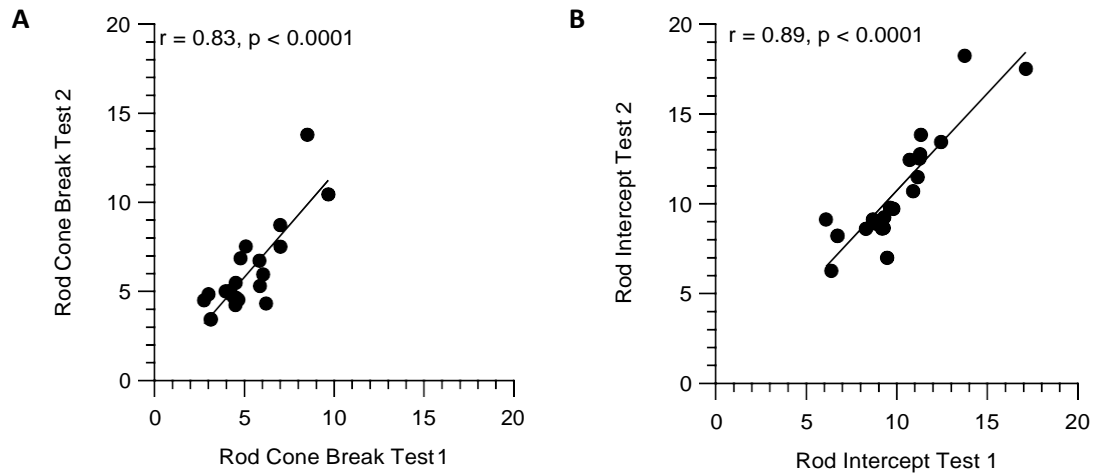 A
r = 0.83, p < 0.0001
20
15
10
5
0
Rod Cone Break Test 2
0 5 10 15 20
Rod Cone Break Test 1
B
r = 0.89, p < 0.0001
20
15
10
5
0
Rod Intercept Test 2
0 5 10 15 20
Rod Intercept Test 1